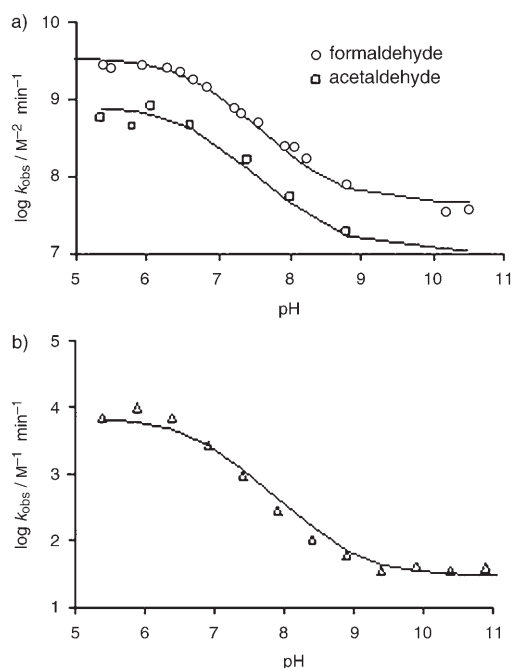 a)
10
9
8
7
log k_obs / M⁻² min⁻¹
formaldehyde
acetaldehyde
5 6 7 8 9 10 11
pH
b)
5
4
3
2
1
log k_obs / M⁻¹ min⁻¹
4 5 6 7 8 9 10 11
pH